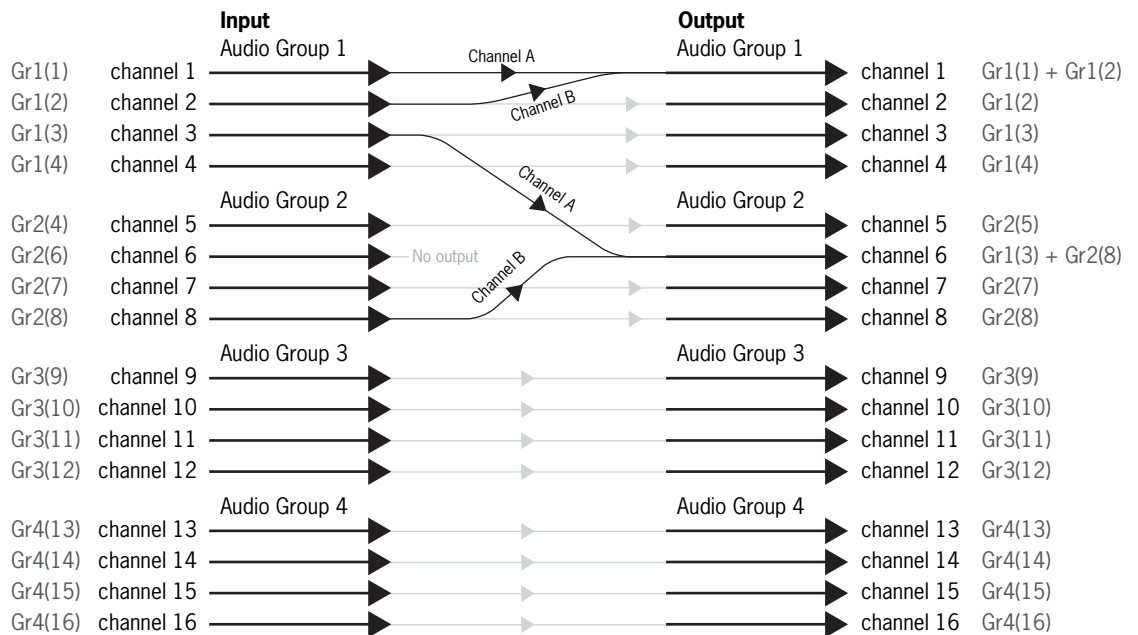 Input Output
Audio Group 1 Channel A Audio Group 1
Gr1(1) channel 1 channel 1 Gr1(1) + Gr1(2)
Gr1(2) channel 2 Channel B channel 2 Gr1(2)
Gr1(3) channel 3 channel 3 Gr1(3)
Gr1(4) channel 4 channel 4 Gr1(4)
Channel A
Audio Group 2 Audio Group 2
Gr2(4) channel 5 channel 5 Gr2(5)
Gr2(6) channel 6 No output Channel B channel 6 Gr1(3) + Gr2(8)
Gr2(7) channel 7 channel 7 Gr2(7)
Gr2(8) channel 8 channel 8 Gr2(8)
Audio Group 3 Audio Group 3
Gr3(9) channel 9 channel 9 Gr3(9)
Gr3(10) channel 10 channel 10 Gr3(10)
Gr3(11) channel 11 channel 11 Gr3(11)
Gr3(12) channel 12 channel 12 Gr3(12)
Audio Group 4 Audio Group 4
Gr4(13) channel 13 channel 13 Gr4(13)
Gr4(14) channel 14 channel 14 Gr4(14)
Gr4(15) channel 15 channel 15 Gr4(15)
Gr4(16) channel 16 channel 16 Gr4(16)